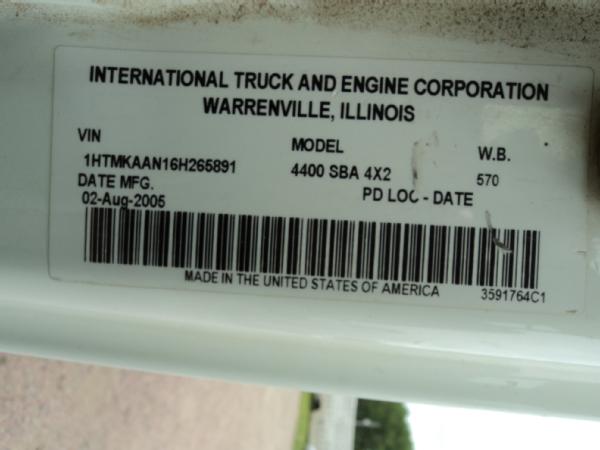 INTERNATIONAL TRUCK AND ENGINE CORPORATION
WARRENVILLE, ILLINOIS
VIN MODEL W.B.
1HTMKAAN16H265891 4400 SBA 4X2 570
DATE MFG. PD LOC - DATE
02-Aug-2005
MADE IN THE UNITED STATES OF AMERICA 3591764C1